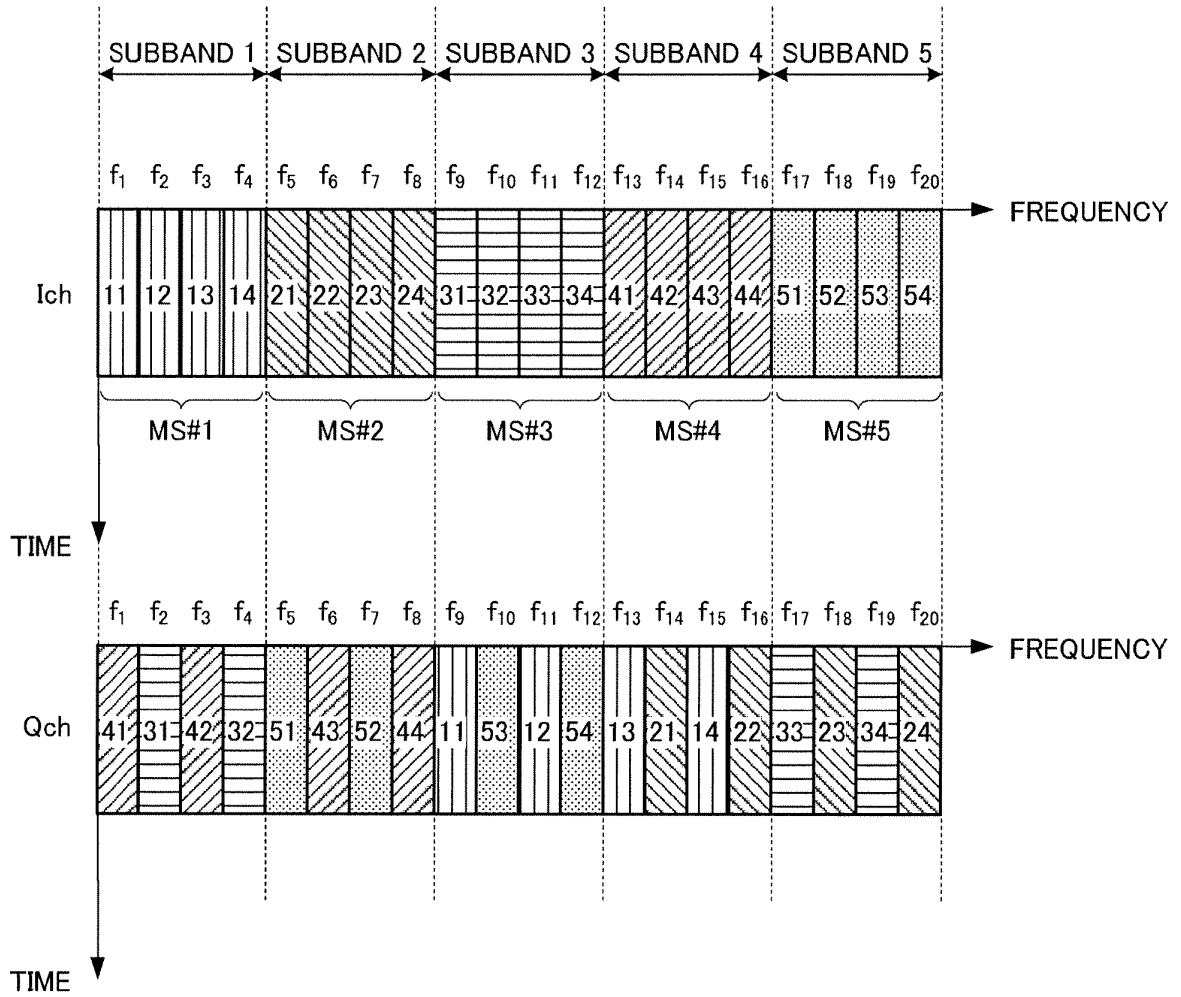 SUBBAND 1 SUBBAND 2 SUBBAND 3 SUBBAND 4 SUBBAND 5
f1 f2 f3 f4 f5 f6 f7 f8 f9 f10 f11 f12 f13 f14 f15 f16 f17 f18 f19 f20
FREQUENCY
Ich 11 12 13 14 21 22 23 24 31 32 33 34 41 42 43 44 51 52 53 54
MS#1 MS#2 MS#3 MS#4 MS#5
TIME
f1 f2 f3 f4 f5 f6 f7 f8 f9 f10 f11 f12 f13 f14 f15 f16 f17 f18 f19 f20
FREQUENCY
Qch 41 31 42 32 51 43 52 44 11 53 12 54 13 21 14 22 33 23 34 24
TIME